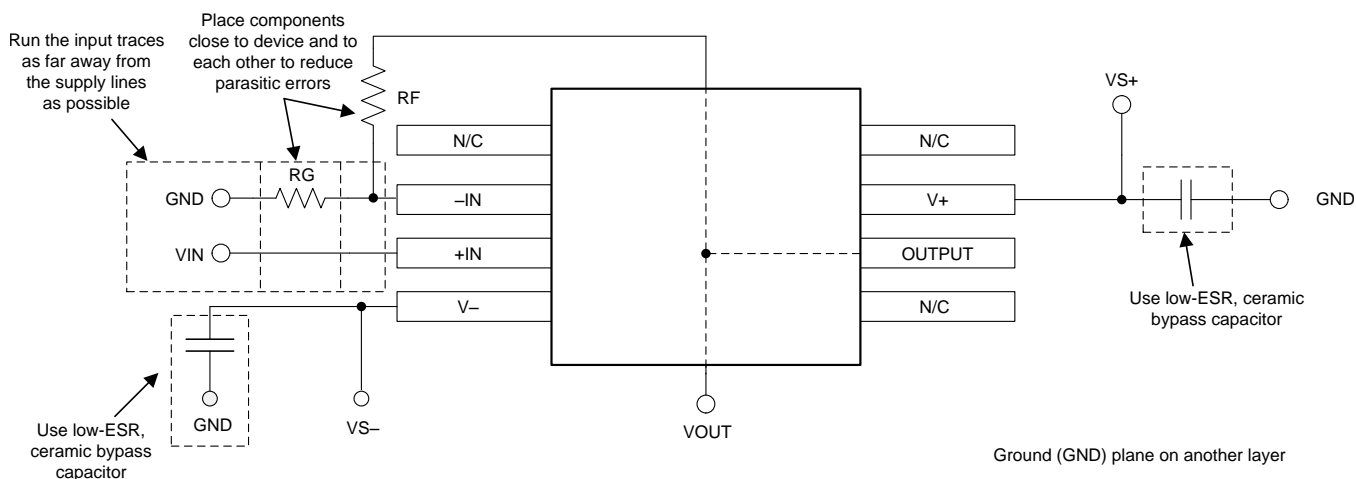 Place components
close to device and to
each other to reduce
parasitic errors
Run the input traces
as far away from
the supply lines
as possible
VS+
RF
N/C
N/C
RG
GND
–IN
V+
GND
VIN
+IN
OUTPUT
V–
N/C
Use low-ESR, ceramic
bypass capacitor
GND
VS–
VOUT
Use low-ESR,
ceramic bypass
capacitor
Ground (GND) plane on another layer